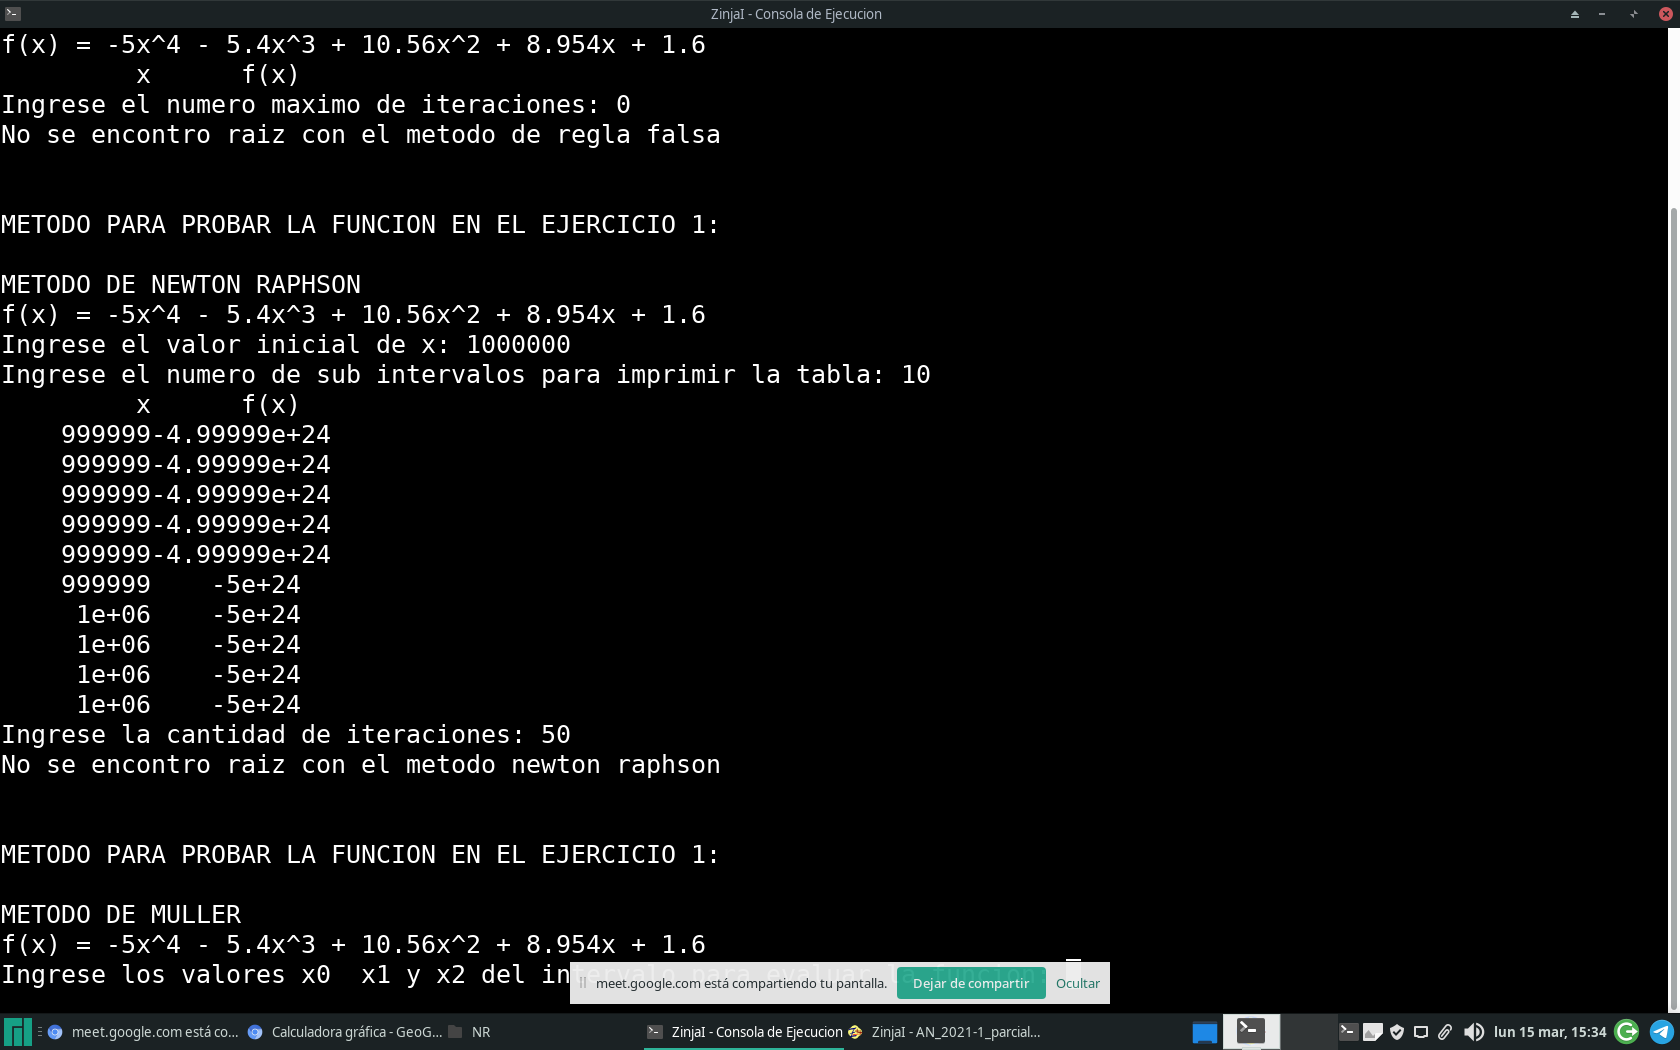 ZinjaI - Consola de Ejecucion
f(x) = -5x^4 - 5.4x^3 + 10.56x^2 + 8.954x + 1.6
x f(x)
Ingrese el numero maximo de iteraciones: 0
No se encontro raiz con el metodo de regla falsa
METODO PARA PROBAR LA FUNCION EN EL EJERCICIO 1:
METODO DE NEWTON RAPHSON
f(x) = -5x^4 - 5.4x^3 + 10.56x^2 + 8.954x + 1.6
Ingrese el valor inicial de x: 1000000
Ingrese el numero de sub intervalos para imprimir la tabla: 10
x f(x)
999999-4.99999e+24
999999-4.99999e+24
999999-4.99999e+24
999999-4.99999e+24
999999-4.99999e+24
999999 -5e+24
1e+06 -5e+24
1e+06 -5e+24
1e+06 -5e+24
1e+06 -5e+24
Ingrese la cantidad de iteraciones: 50
No se encontro raiz con el metodo newton raphson
METODO PARA PROBAR LA FUNCION EN EL EJERCICIO 1:
METODO DE MULLER
f(x) = -5x^4 - 5.4x^3 + 10.56x^2 + 8.954x + 1.6
Ingrese los valores x0 x1 y x2 del intervalo para evaluar la funcion:
meet.google.com está compartiendo tu pantalla. Dejar de compartir Ocultar
meet.google.com está co... Calculadora gráfica - GeoG... NR ZinjaI - Consola de Ejecucion ZinjaI - AN_2021-1_parcial... lun 15 mar, 15:34